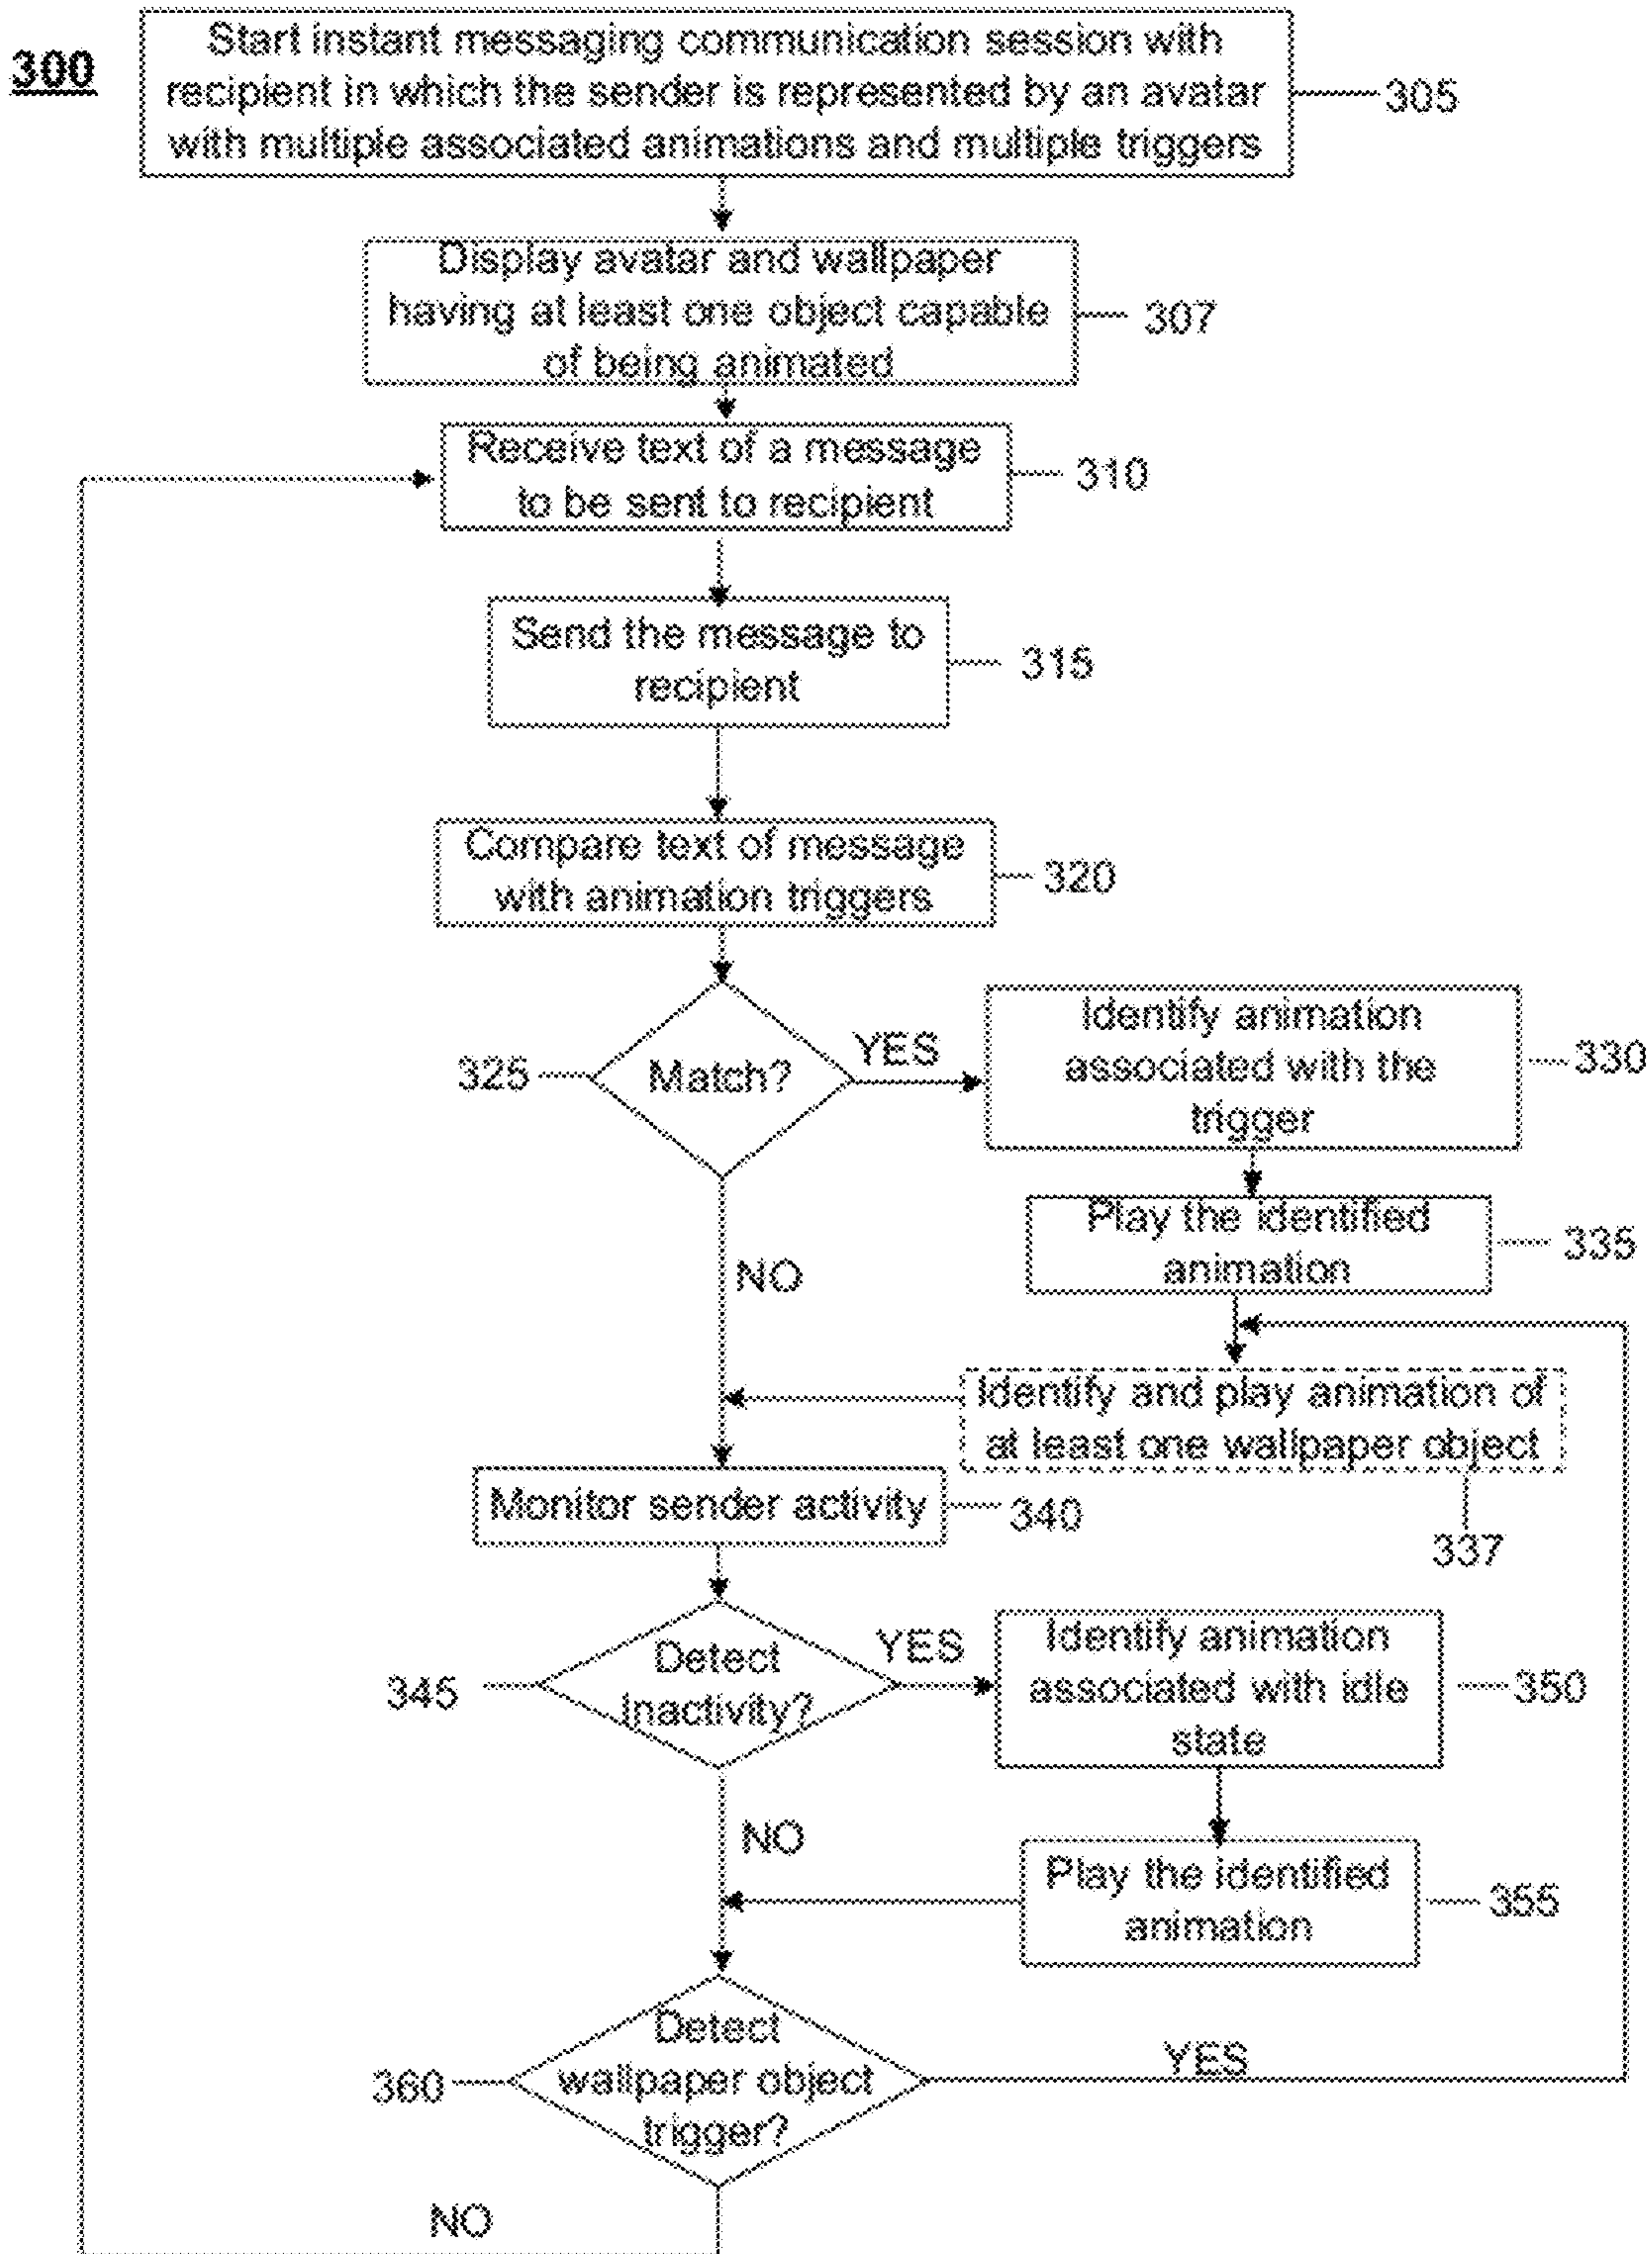 300
Start instant messaging communication session with
recipient in which the sender is represented by an avatar
with multiple associated animations and multiple triggers
305
Display avatar and wallpaper
having at least one object capable
of being animated
307
Receive text of a message
to be sent to recipient
310
Send the message to
recipient
315
Compare text of message
with animation triggers
320
325
Match?
YES
Identify animation
associated with the
trigger
330
Play the identified
animation
335
NO
Identify and play animation of
at least one wallpaper object
337
Monitor sender activity
340
345
Detect
Inactivity?
YES
Identify animation
associated with idle
state
350
NO
Play the identified
animation
355
360
Detect
wallpaper object
trigger?
YES
NO